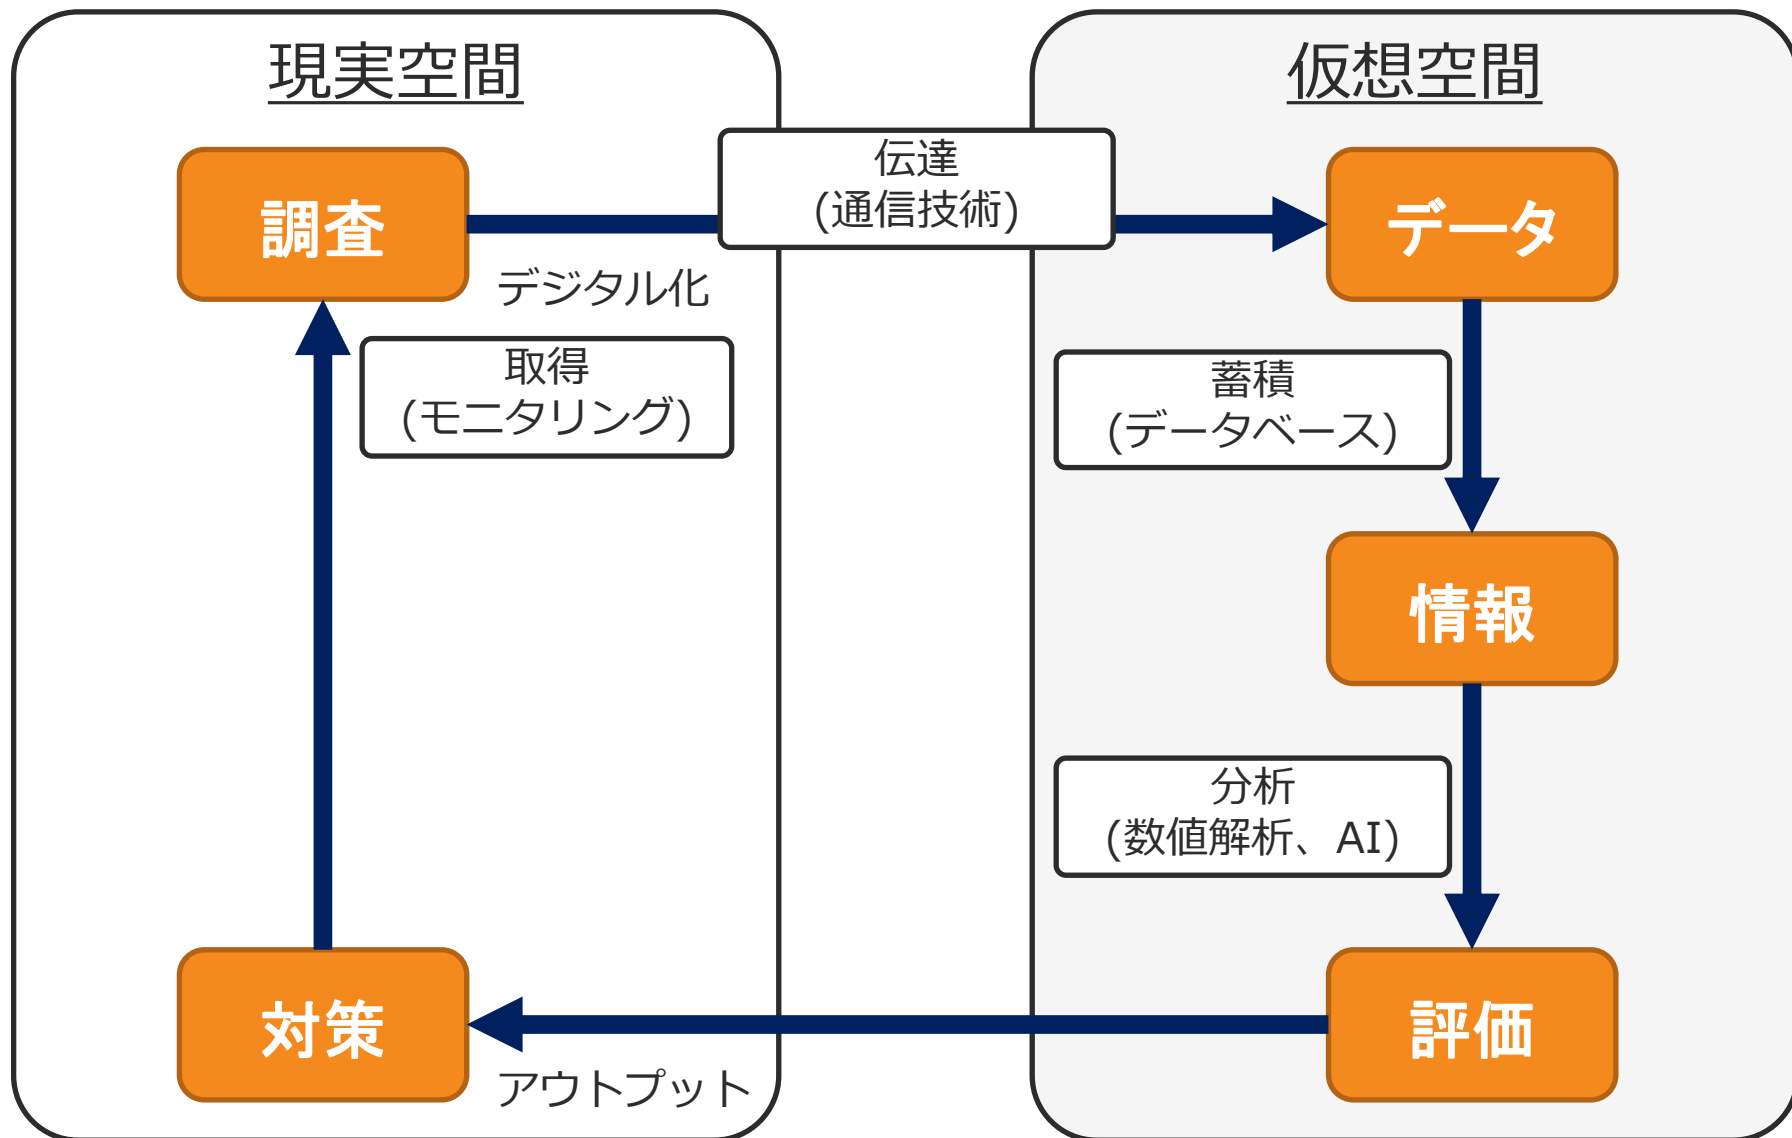 現実空間
仮想空間
調査
伝達
(通信技術)
データ
デジタル化
取得
(モニタリング)
蓄積
(データベース)
情報
分析
(数値解析、AI)
対策
評価
アウトプット